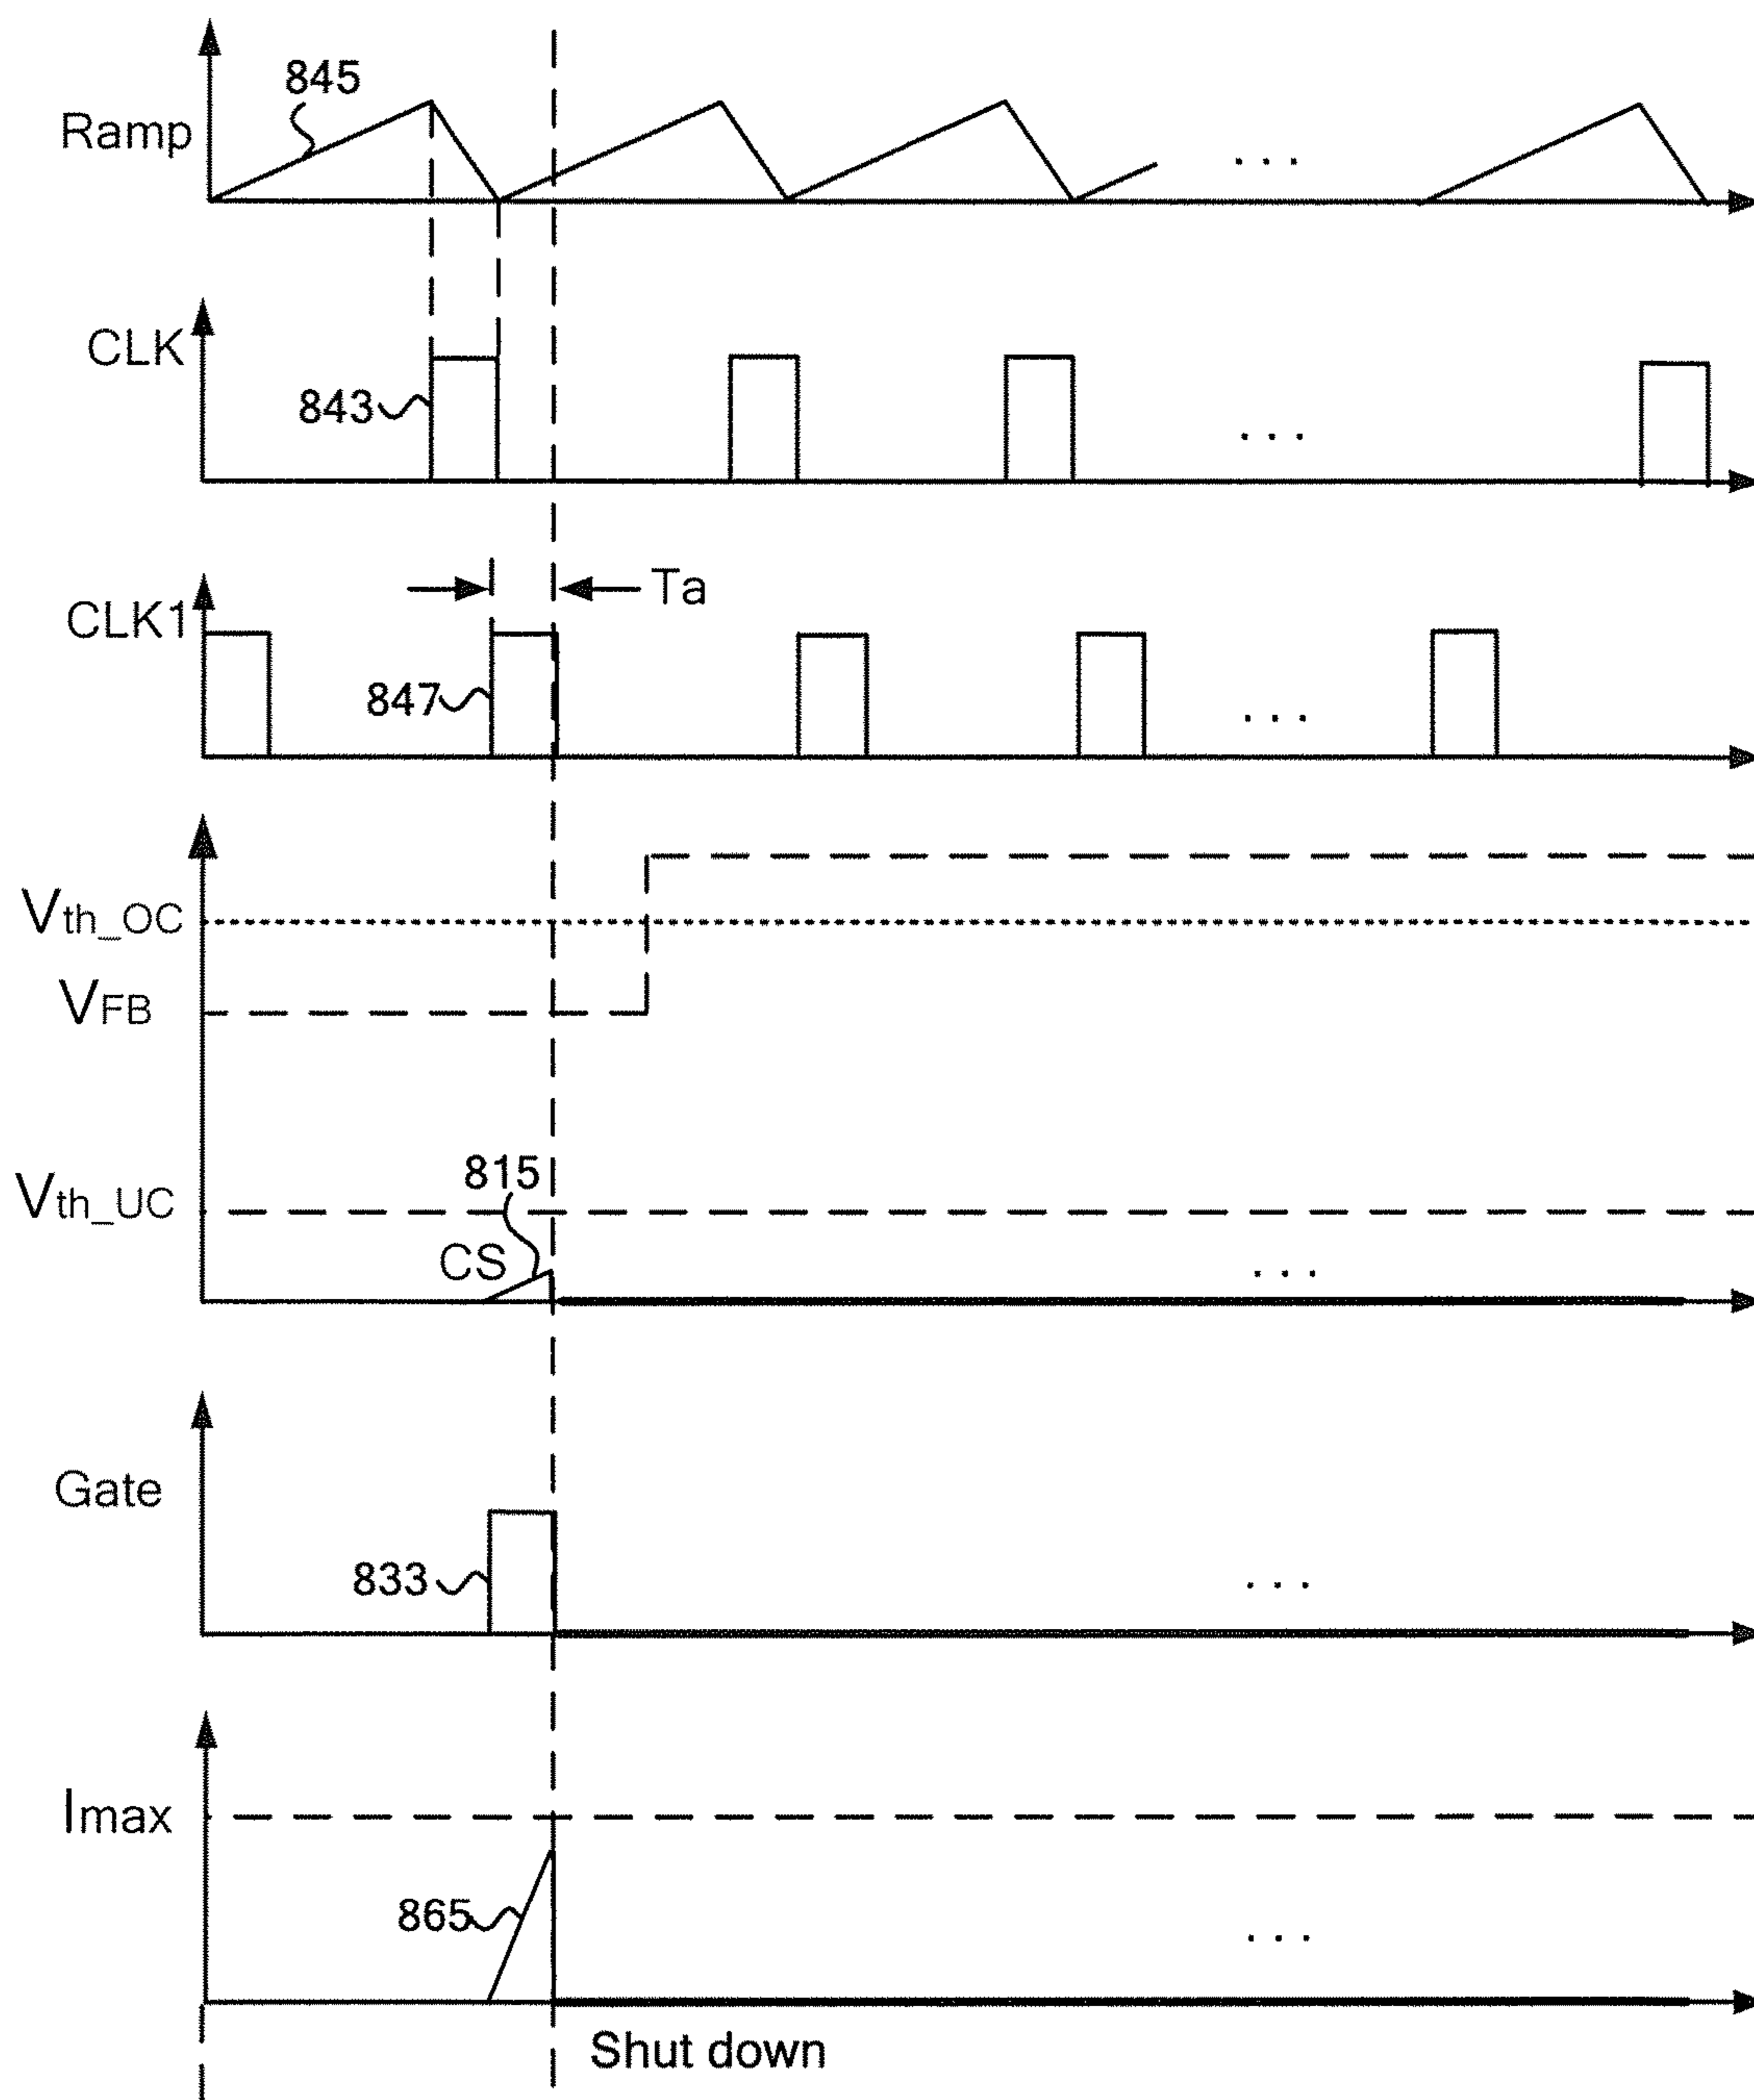 845
Ramp
CLK
843
Ta
CLK1
847
Vth_OC
VFB
815
Vth_UC
CS
. . .
Gate
833
. . .
Imax
865
. . .
Shut down